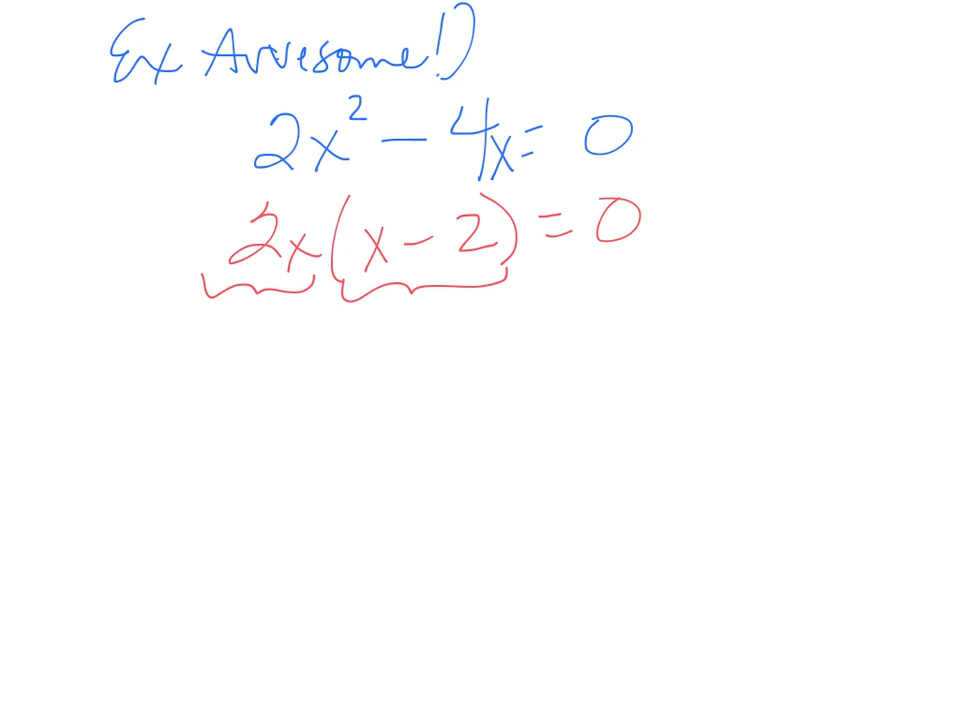 Ex Awesome!)
2x² - 4x = 0
2x(x - 2) = 0